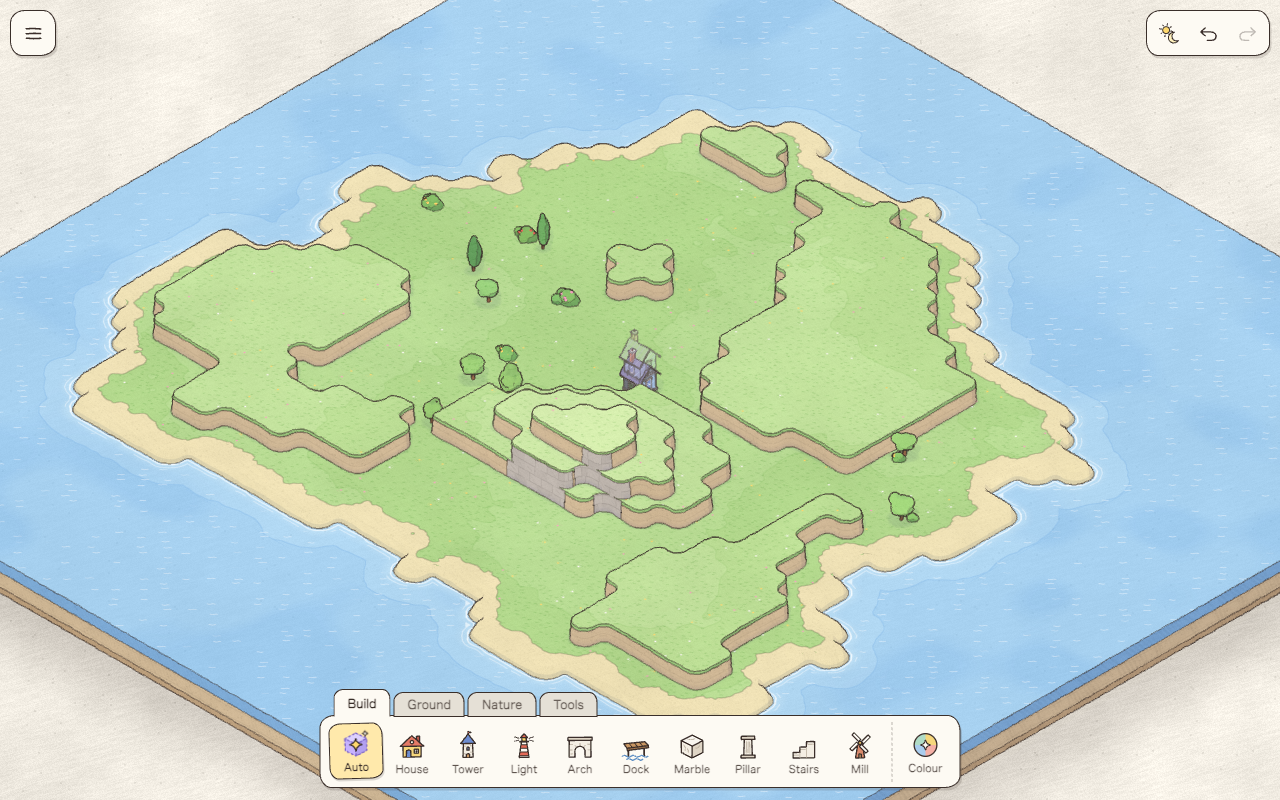 Build
Ground
Nature
Tools
Auto
House
Tower
Light
Arch
Dock
Marble
Pillar
Stairs
Mill
Colour